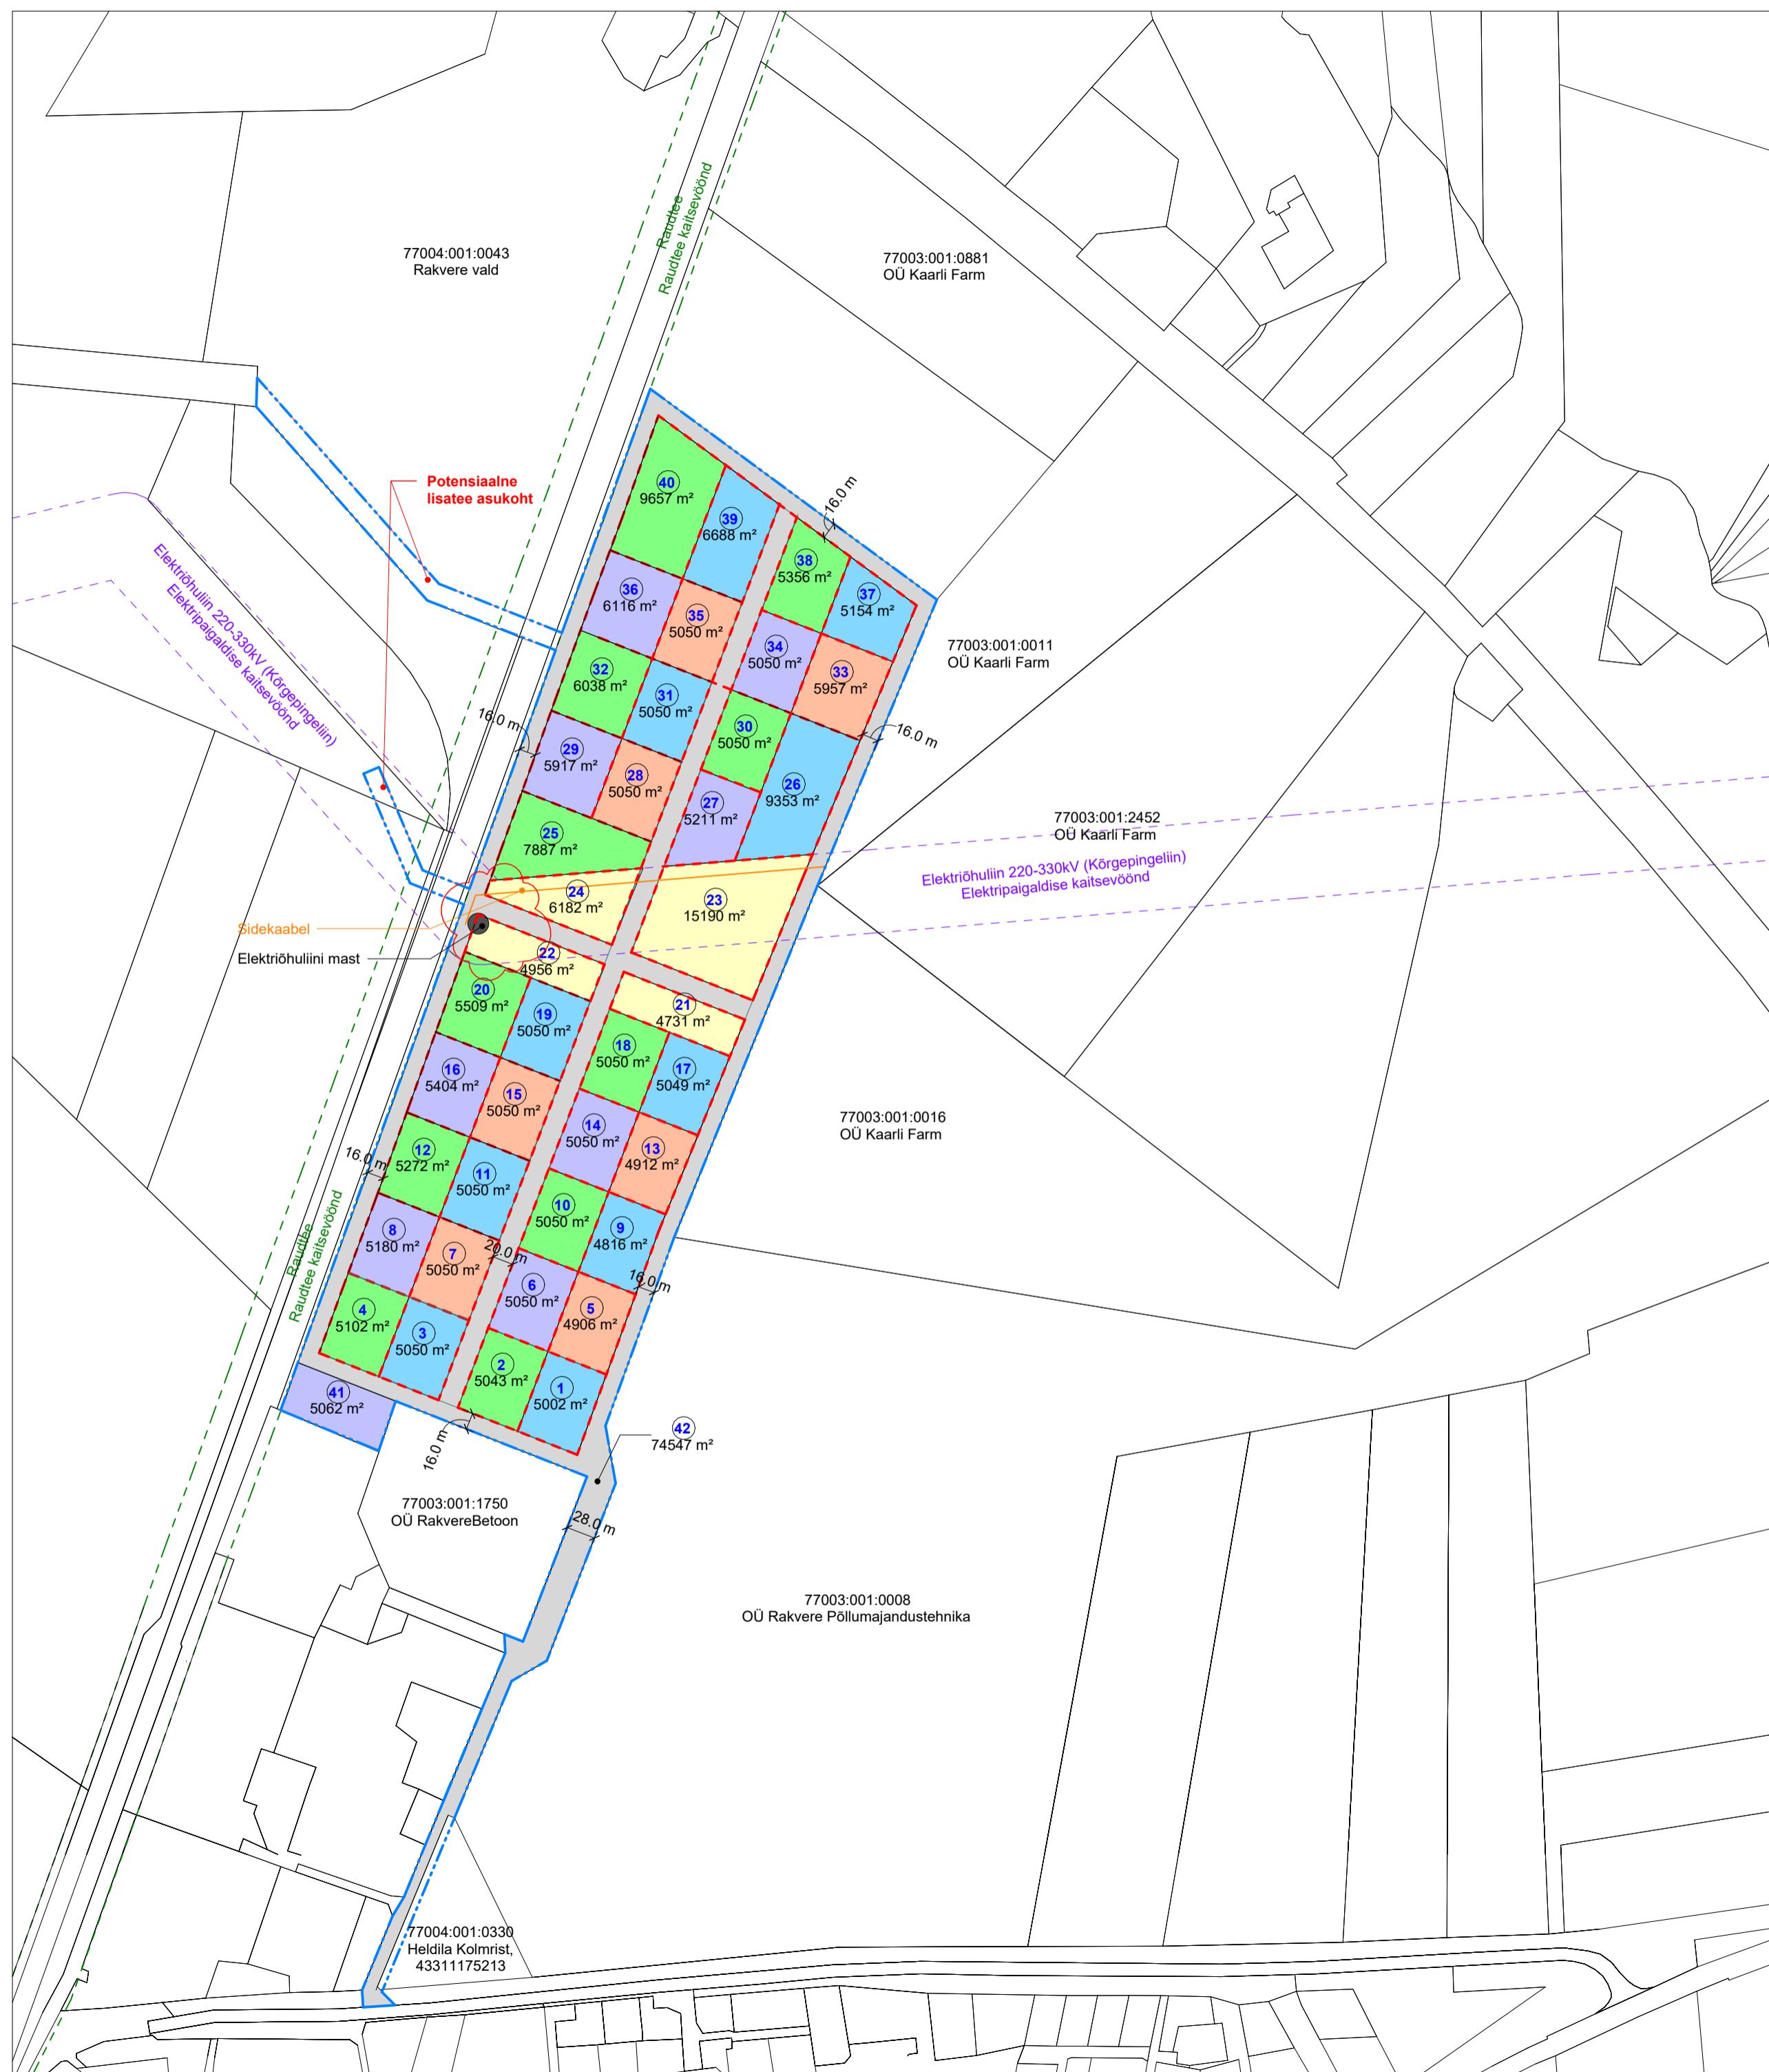 Raudtee
Raudtee kaitsevöönd
77004:001:0043
Rakvere vald
77003:001:0881
OÜ Kaarli Farm
Potensiaalne
lisatee asukoht
40
9657 m²
39
6688 m²
16.0 m
38
5356 m²
37
5154 m²
36
6116 m²
35
5050 m²
34
5050 m²
33
5957 m²
77003:001:0011
OÜ Kaarli Farm
Elektriõhuliin 220-330kV (Kõrgepingeliin)
Elektripaigaldise kaitsevöönd
32
6038 m²
31
5050 m²
30
5050 m²
16.0 m
16.0 m
29
5917 m²
28
5050 m²
27
5211 m²
26
9353 m²
77003:001:2452
OÜ Kaarli Farm
25
7887 m²
Elektriõhuliin 220-330kV (Kõrgepingeliin)
Elektripaigaldise kaitsevöönd
24
6182 m²
23
15190 m²
Sidekaabel
Elektriõhuliini mast
22
4956 m²
21
4731 m²
20
5509 m²
19
5050 m²
18
5050 m²
17
5049 m²
16
5404 m²
15
5050 m²
14
5050 m²
13
4912 m²
77003:001:0016
OÜ Kaarli Farm
16.0 m
12
5272 m²
11
5050 m²
10
5050 m²
9
4816 m²
Raudtee
Raudtee kaitsevöönd
8
5180 m²
7
5050 m²
20.0 m
6
5050 m²
16.0 m
5
4906 m²
4
5102 m²
3
5050 m²
2
5043 m²
1
5002 m²
41
5062 m²
16.0 m
42
74547 m²
77003:001:1750
OÜ RakvereBetoon
28.0 m
77003:001:0008
OÜ Rakvere Põllumajandustehnika
77004:001:0330
Heldila Kolmrist,
43311175213